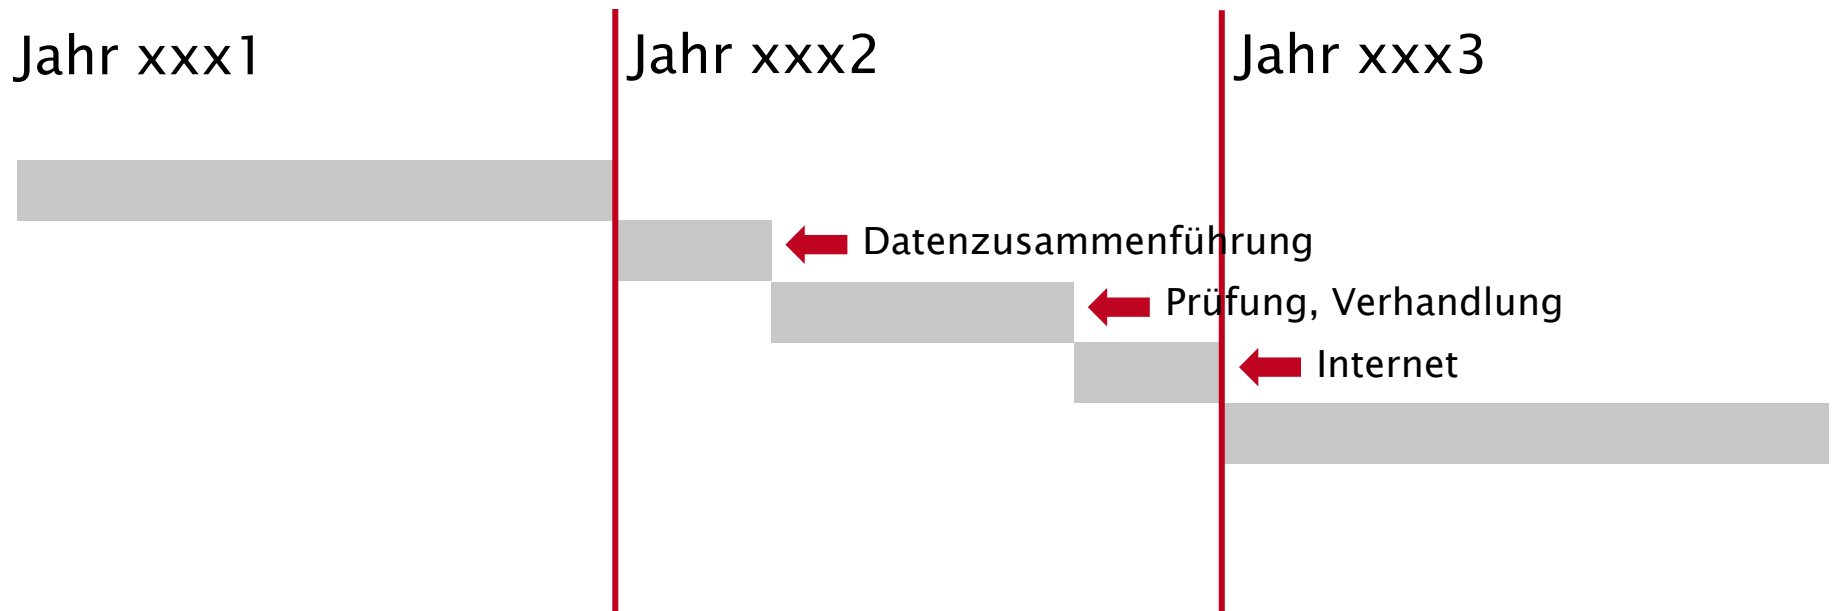 Jahr xxx1
Jahr xxx2
Jahr xxx3
Datenzusammenführung
Prüfung, Verhandlung
Internet